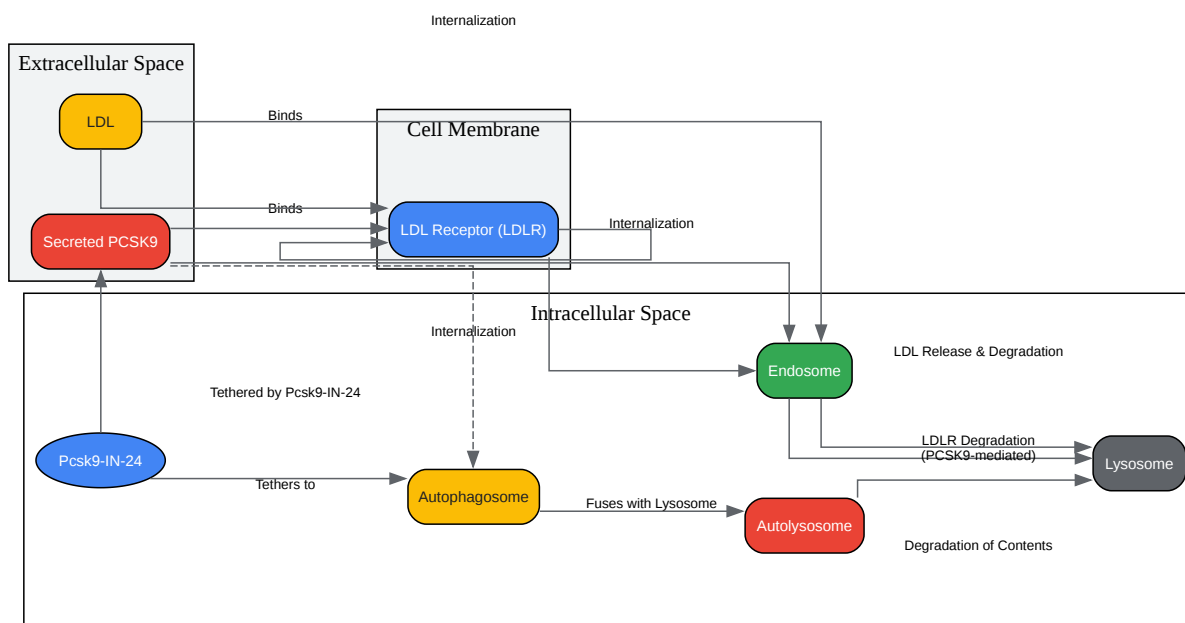 Internalization
Extracellular Space
LDL
Binds
Cell Membrane
Binds
Secreted PCSK9
LDL Receptor (LDLR)
Internalization
Intracellular Space
Internalization
LDL Release & Degradation
Endosome
Tethered by Pcsk9-IN-24
LDLR Degradation
(PCSK9-mediated)
Pcsk9-IN-24
Lysosome
Tethers to
Autophagosome
Fuses with Lysosome
Autolysosome
Degradation of Contents